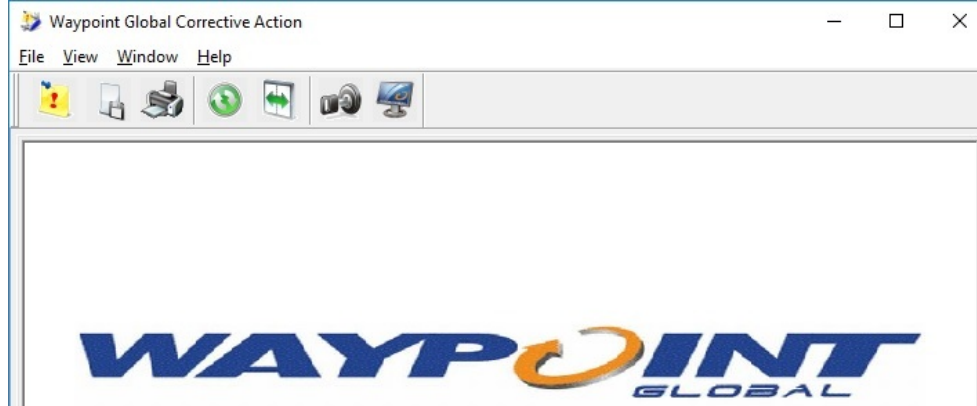 Waypoint Global Corrective Action
File View Window Help
WAYPOINT
GLOBAL